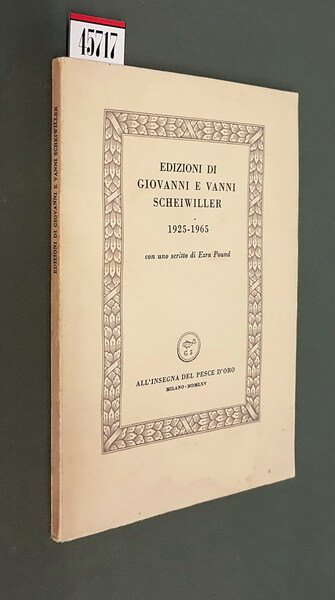 45717
EDIZIONI DI GIOVANNI E VANNI SCHEIWILLER
EDIZIONI DI
GIOVANNI E VANNI
SCHEIWILLER
1925-1965
con uno scritto di Ezra Pound
G S
ALL'INSEGNA DEL PESCE D'ORO
MILANO - MCMLXV